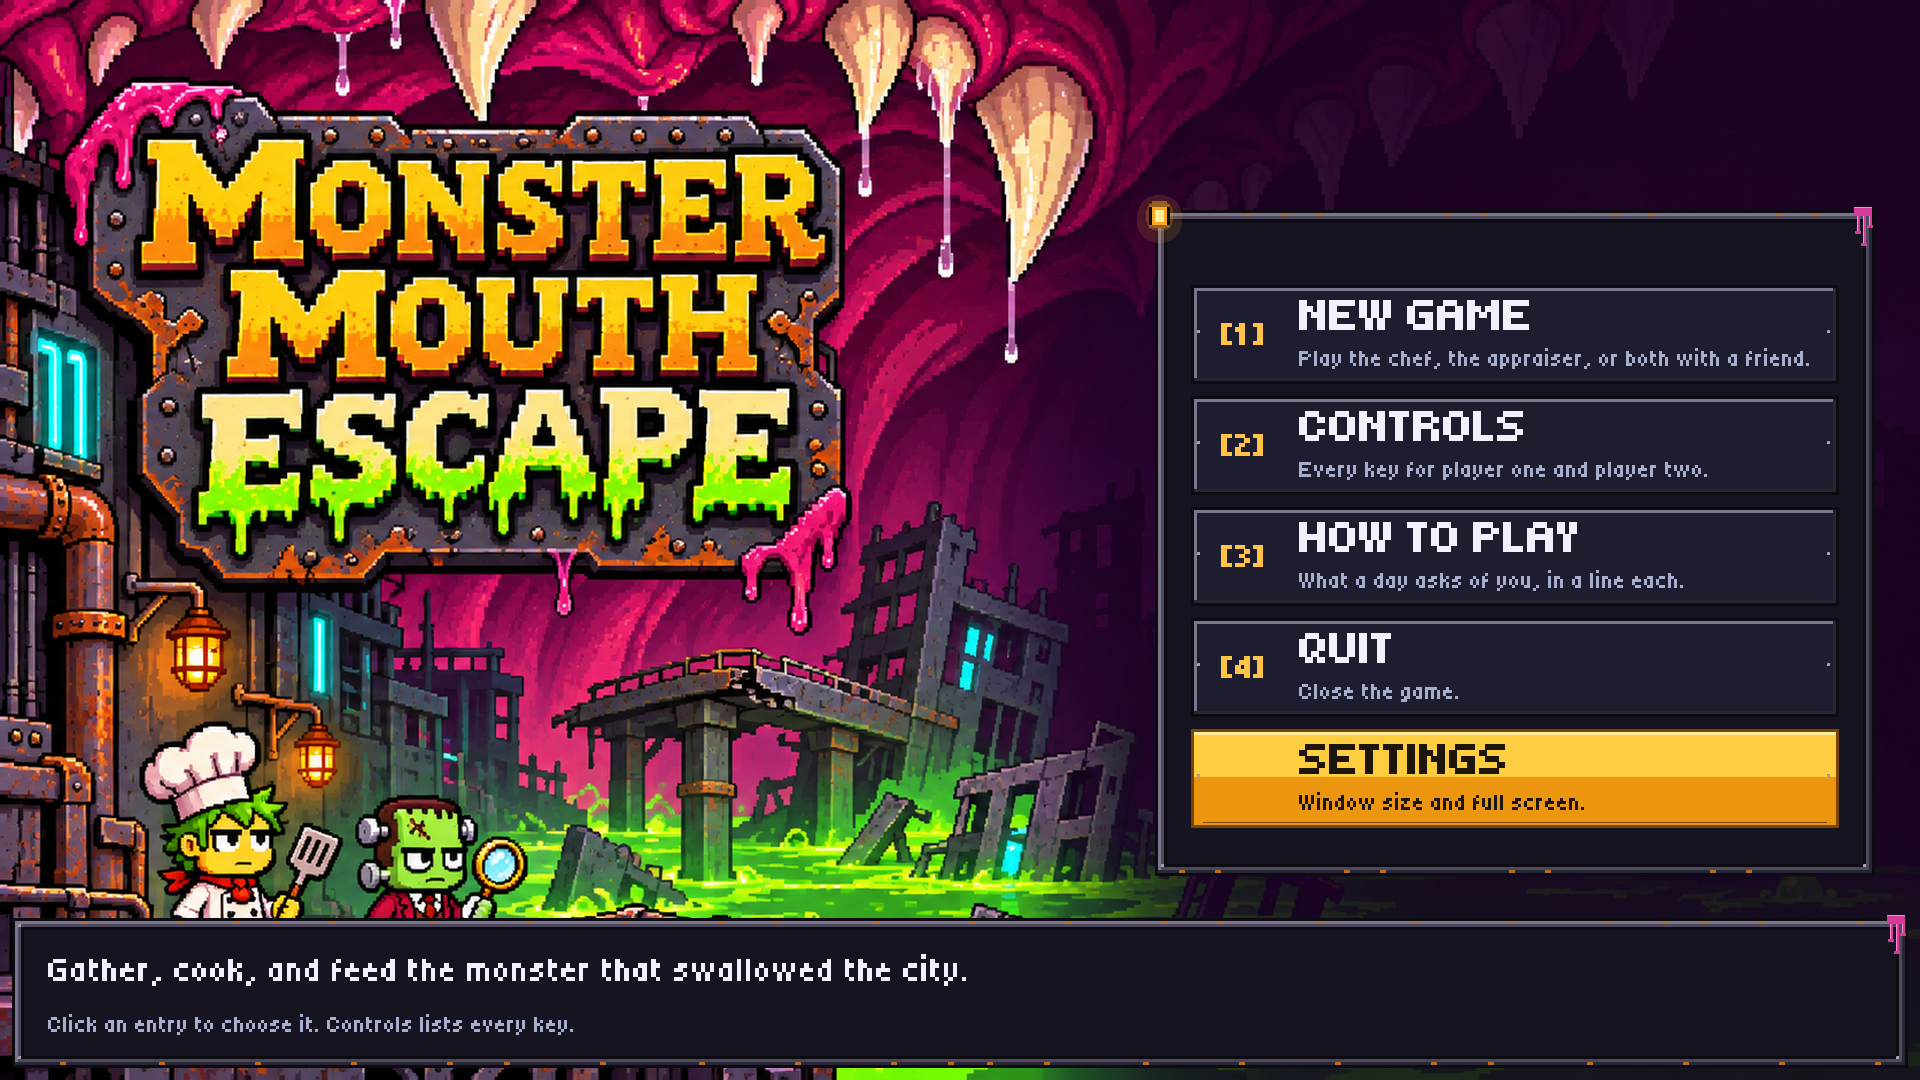 MONSTER
MOUTH
ESCAPE
[1] NEW GAME
Play the chef, the appraiser, or both with a friend.
[2] CONTROLS
Every key for player one and player two.
[3] HOW TO PLAY
What a day asks of you, in a line each.
[4] QUIT
Close the game.
SETTINGS
Window size and full screen.
Gather, cook, and feed the monster that swallowed the city.
Click an entry to choose it. Controls lists every key.